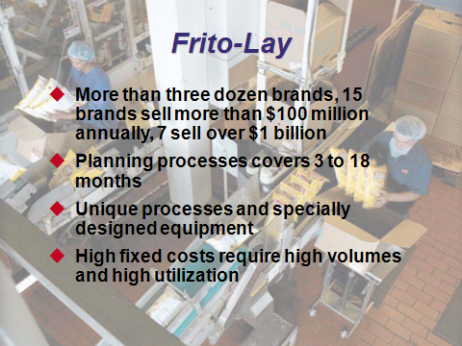 Frito-Lay
More than three dozen brands, 15
brands sell more than $100 million
annually, 7 sell over $1 billion
Planning processes covers 3 to 18
months
Unique processes and specially
designed equipment
High fixed costs require high volumes
and high utilization